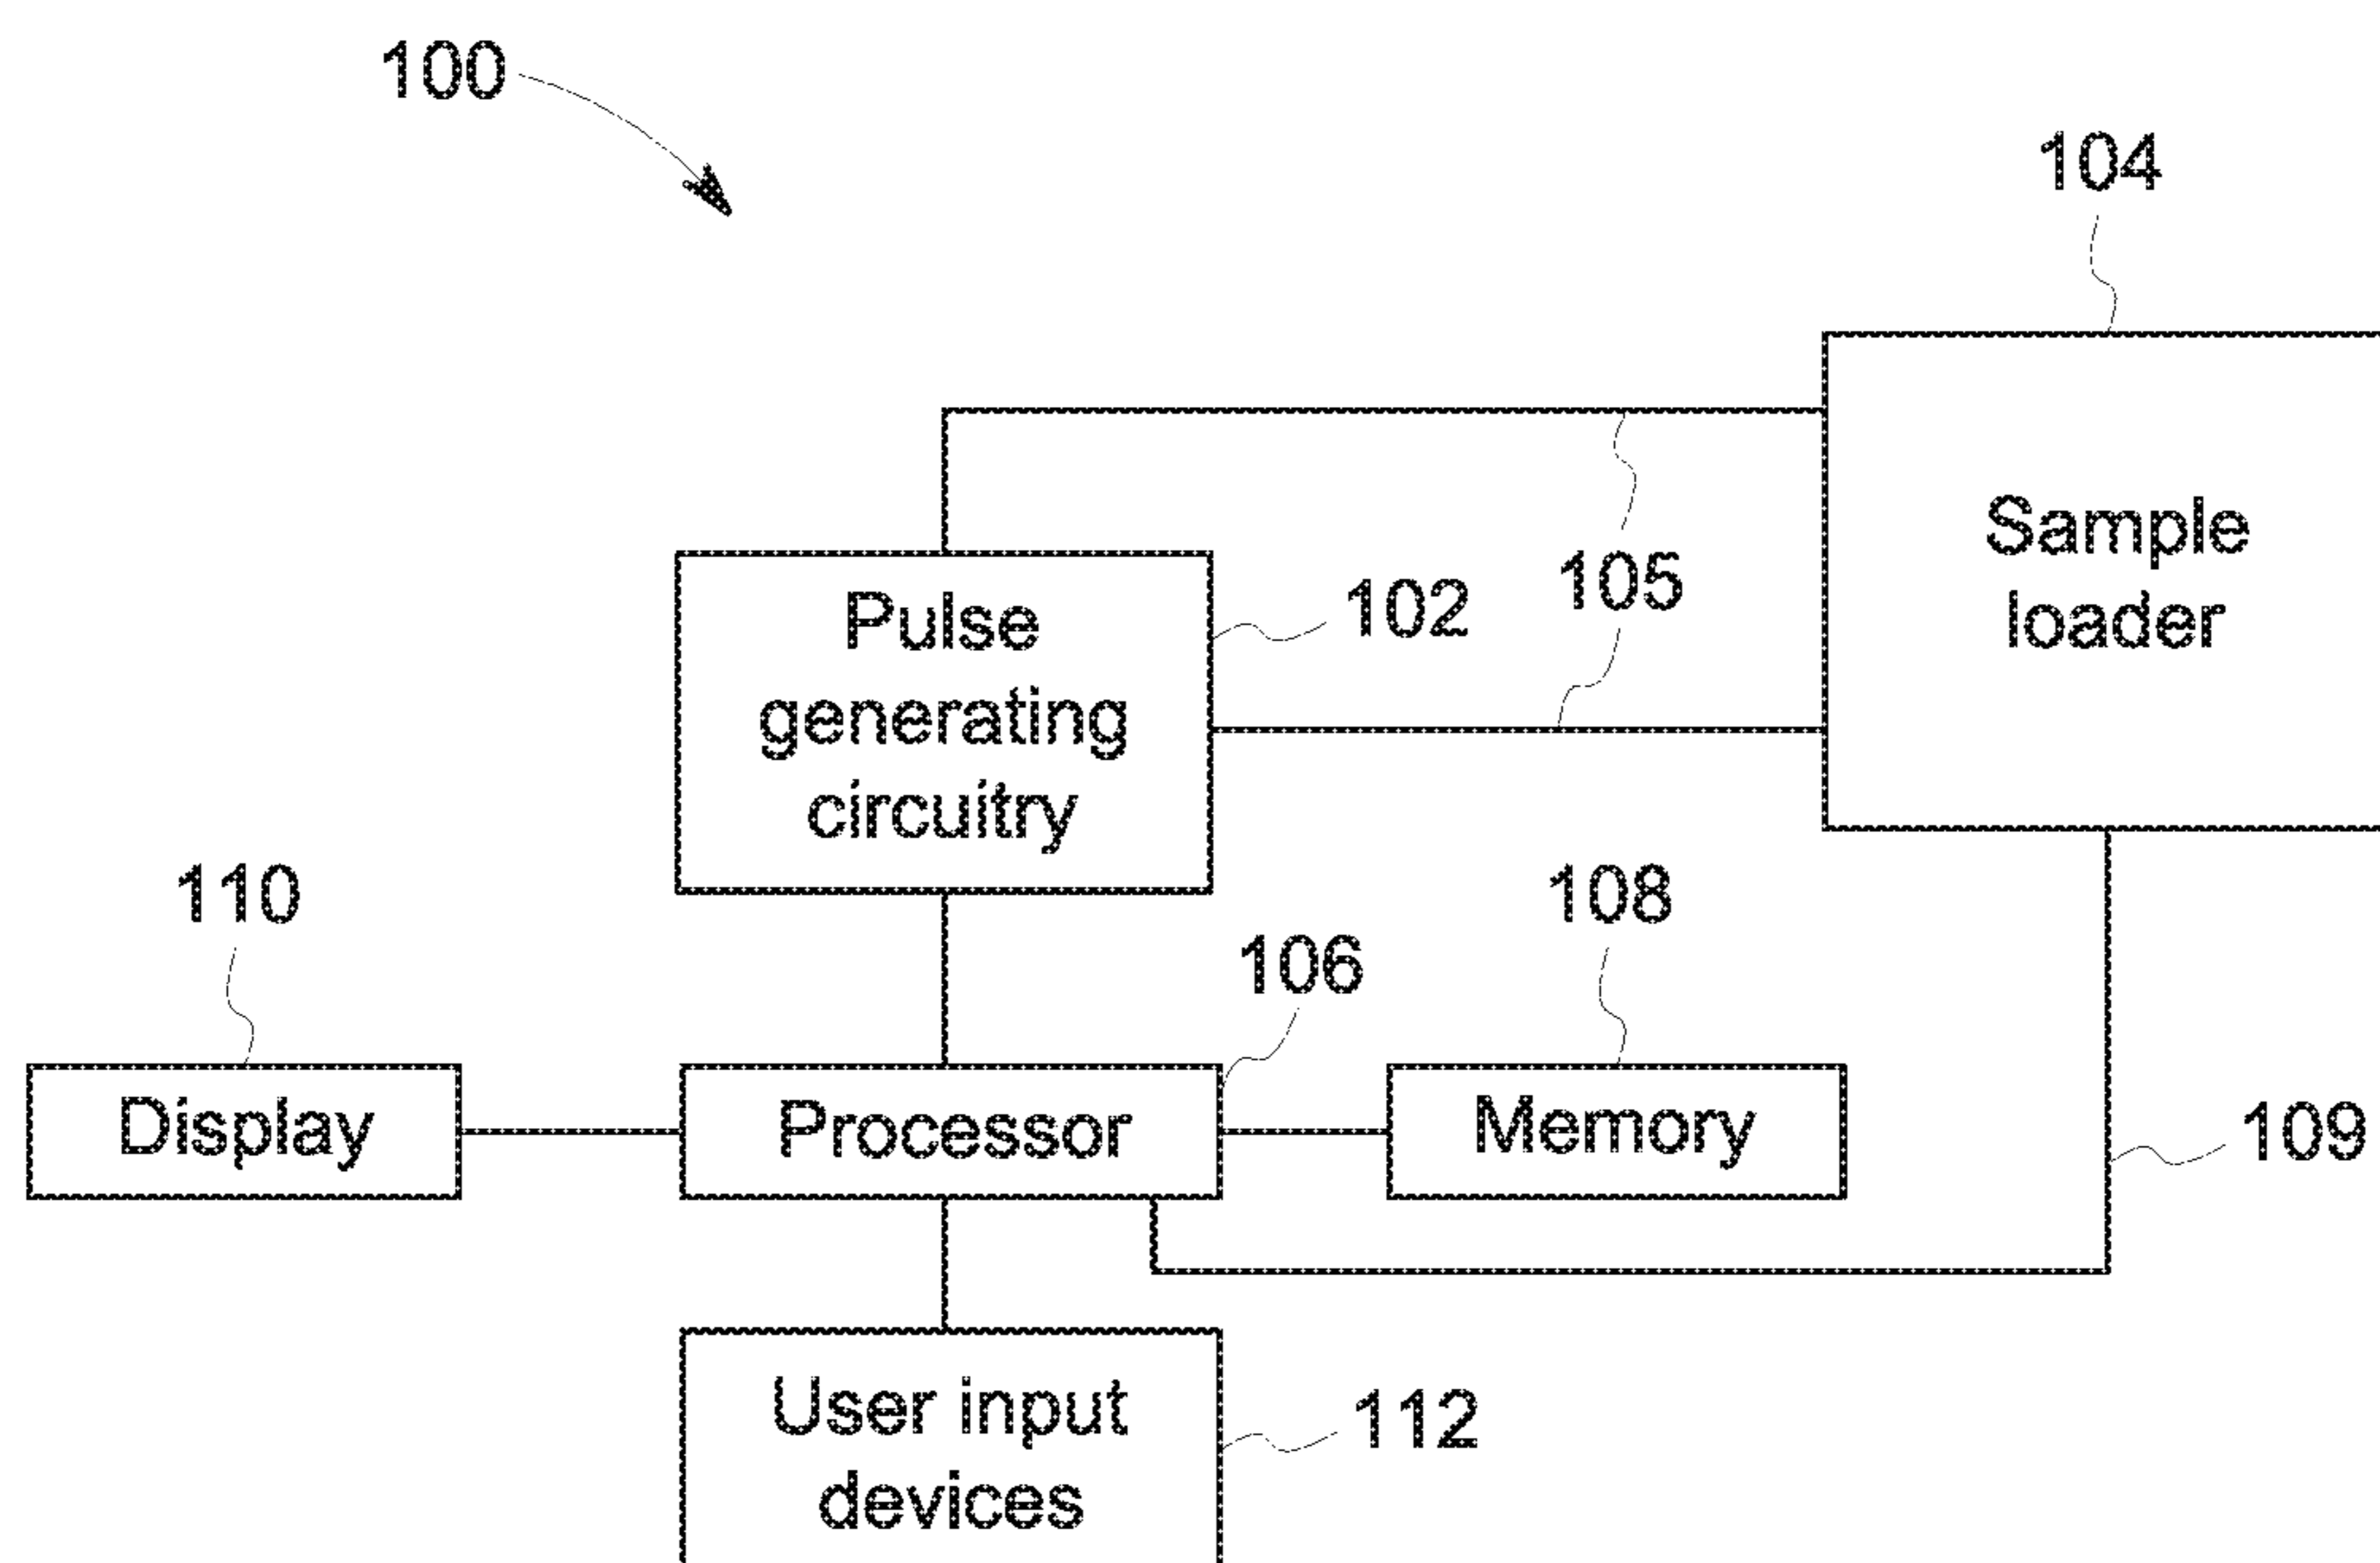 100
104
Sample
loader
105
102
Pulse
generating
circuitry
110
108
106
Display
Processor
Memory
109
User input
devices
112